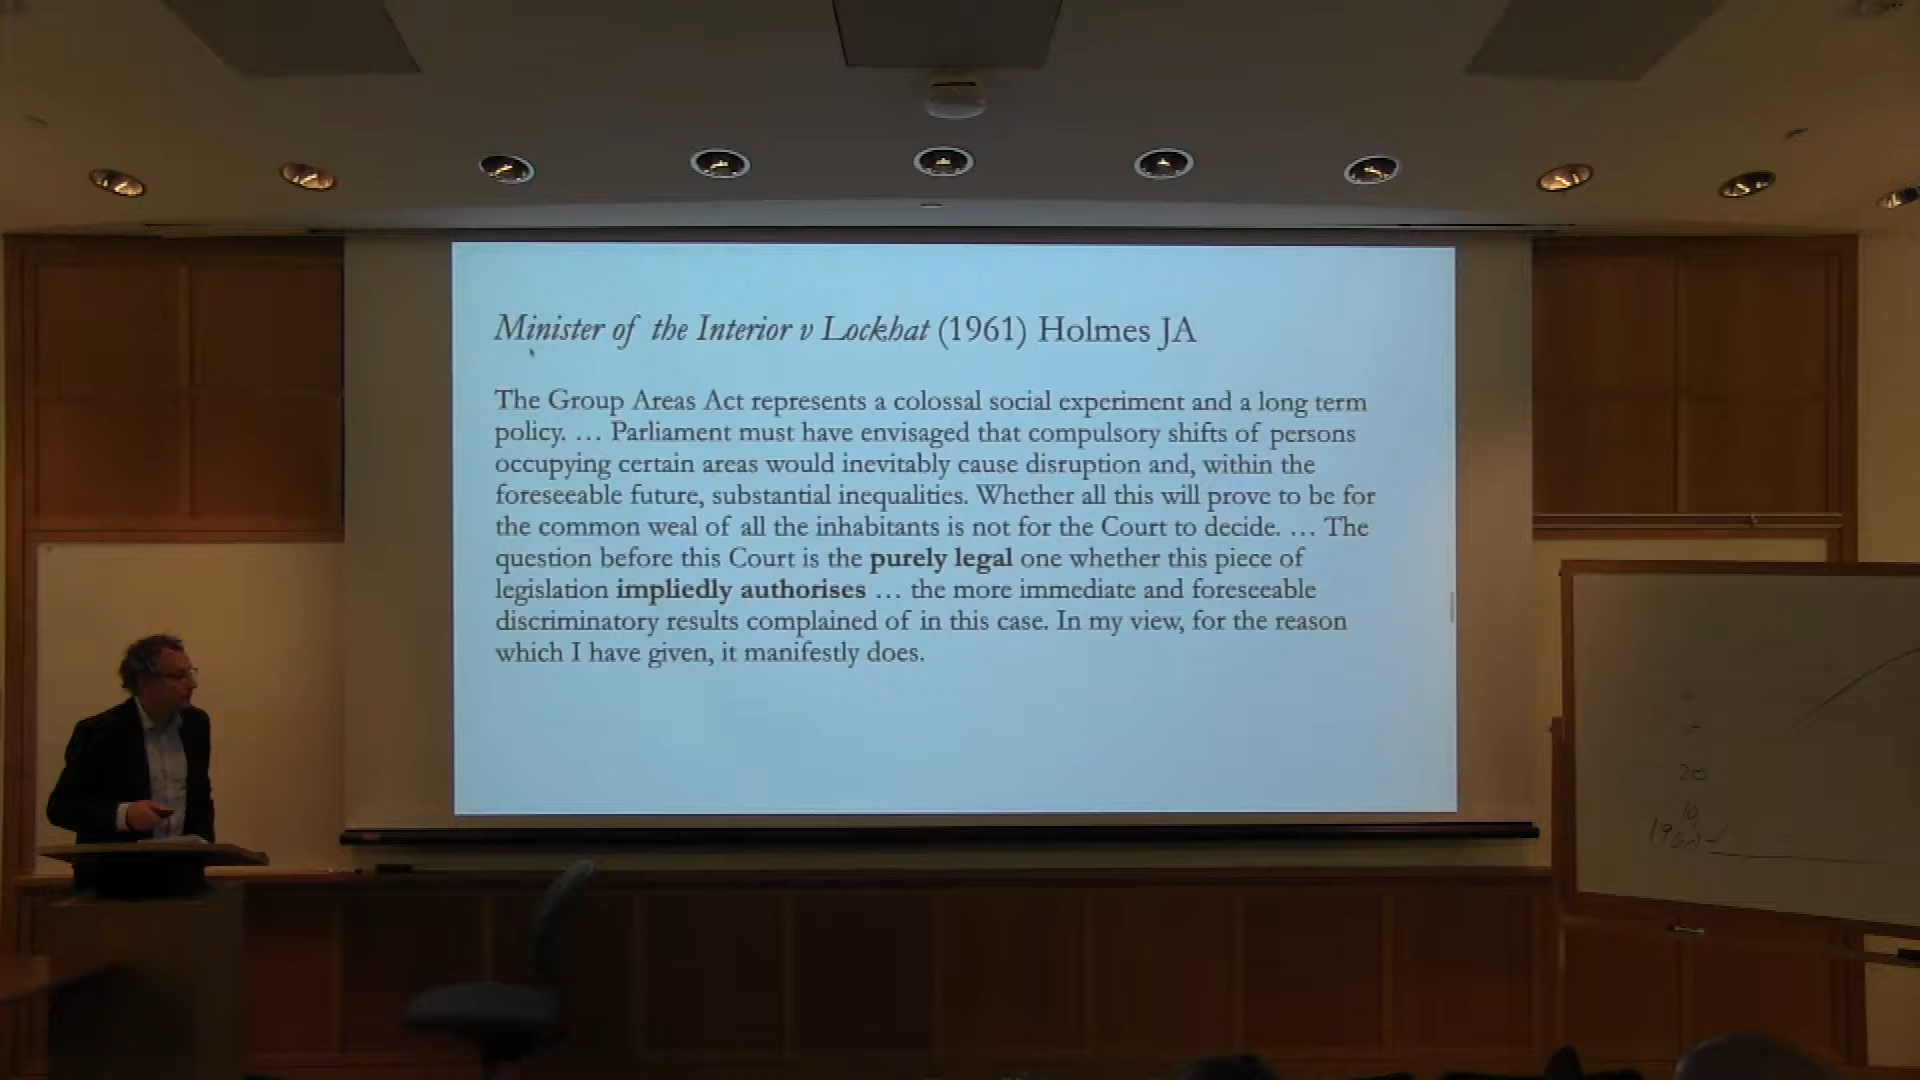 Minister of the Interior v Lockhat (1961) Holmes JA
The Group Areas Act represents a colossal social experiment and a long term
policy. … Parliament must have envisaged that compulsory shifts of persons
occupying certain areas would inevitably cause disruption and, within the
foreseeable future, substantial inequalities. Whether all this will prove to be for
the common weal of all the inhabitants is not for the Court to decide. … The
question before this Court is the purely legal one whether this piece of
legislation impliedly authorises … the more immediate and foreseeable
discriminatory results complained of in this case. In my view, for the reason
which I have given, it manifestly does.
20
10